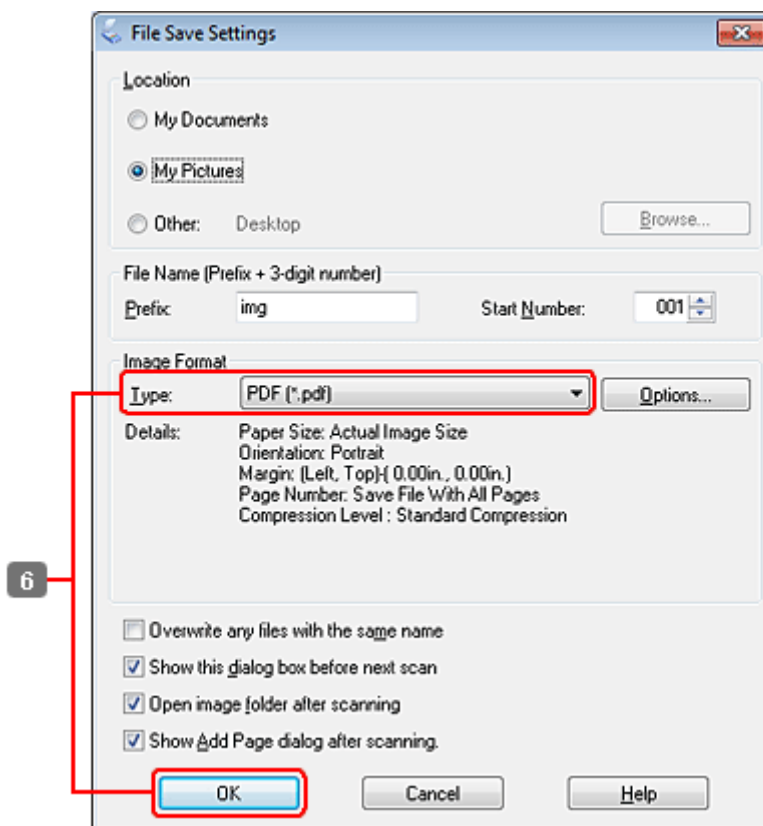 File Save Settings
Location
My Documents
My Pictures
Other: Desktop Browse...
File Name (Prefix + 3-digit number)
Prefix: img Start Number: 001
Image Format
Type: PDF (*.pdf) Options...
Details: Paper Size: Actual Image Size
Orientation: Portrait
Margin: (Left, Top)-( 0.00in., 0.00in.)
Page Number: Save File With All Pages
Compression Level : Standard Compression
6
Overwrite any files with the same name
Show this dialog box before next scan
Open image folder after scanning
Show Add Page dialog after scanning.
OK Cancel Help